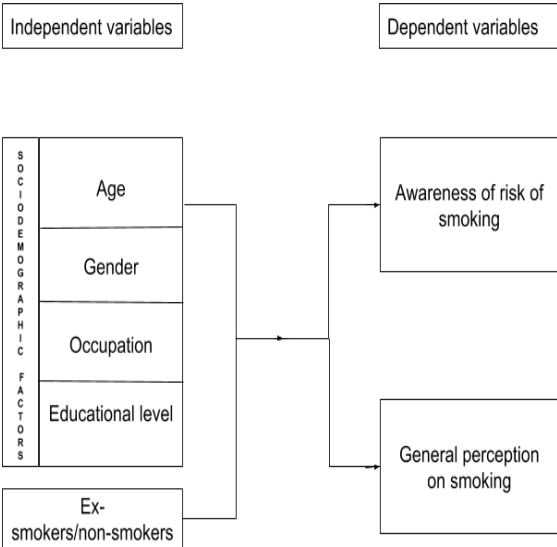 Independent variables
Dependent variables
SOCIODEMOGRAPHIC FACTORS
Age
Gender
Occupation
Educational level
Ex-
smokers/non-smokers
Awareness of risk of
smoking
General perception
on smoking